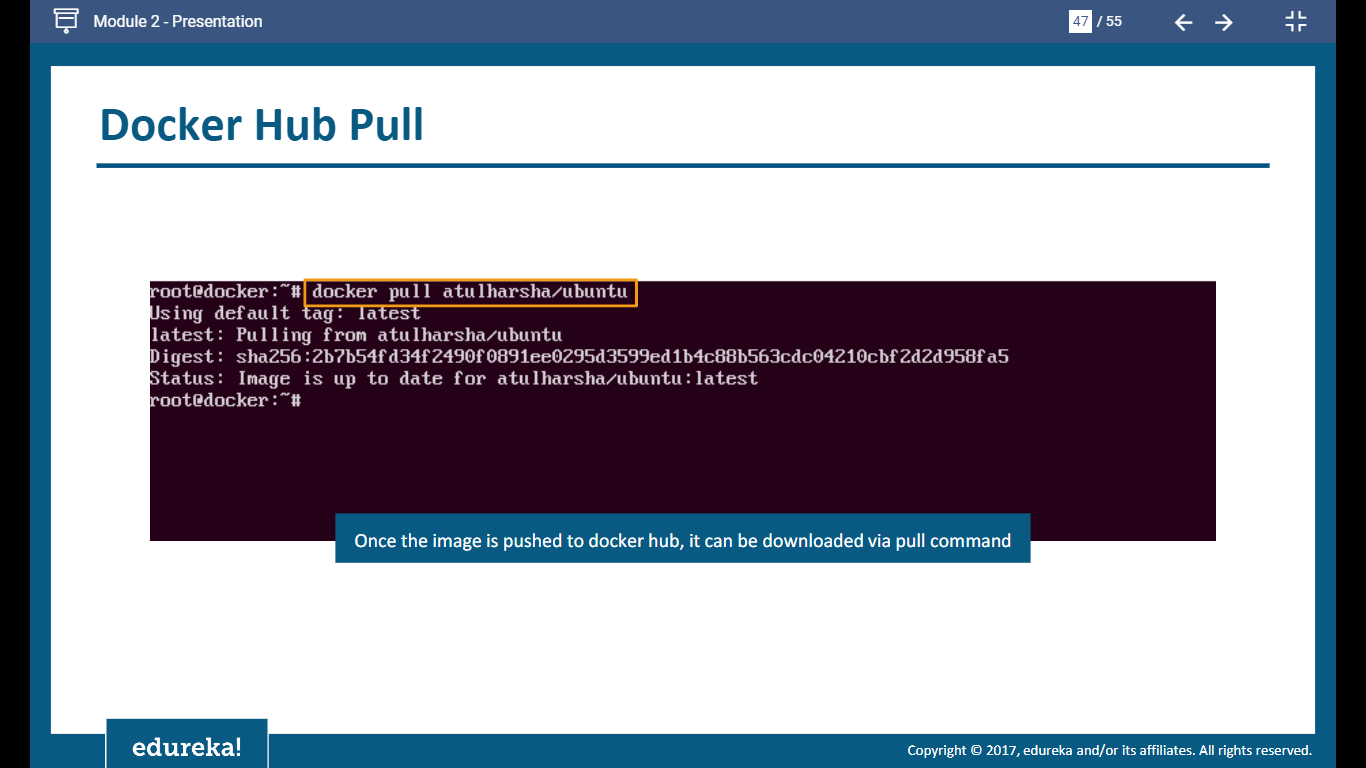 Module 2 - Presentation
47 / 55
Docker Hub Pull
root@docker:~# docker pull atulharsha/ubuntu
Using default tag: latest
latest: Pulling from atulharsha/ubuntu
Digest: sha256:2b7b54fd34f2490f0891ee0295d3599ed1b4c88b563cdc04210cbf2d2d958fa5
Status: Image is up to date for atulharsha/ubuntu:latest
root@docker:~#
Once the image is pushed to docker hub, it can be downloaded via pull command
edureka!
Copyright © 2017, edureka and/or its affiliates. All rights reserved.